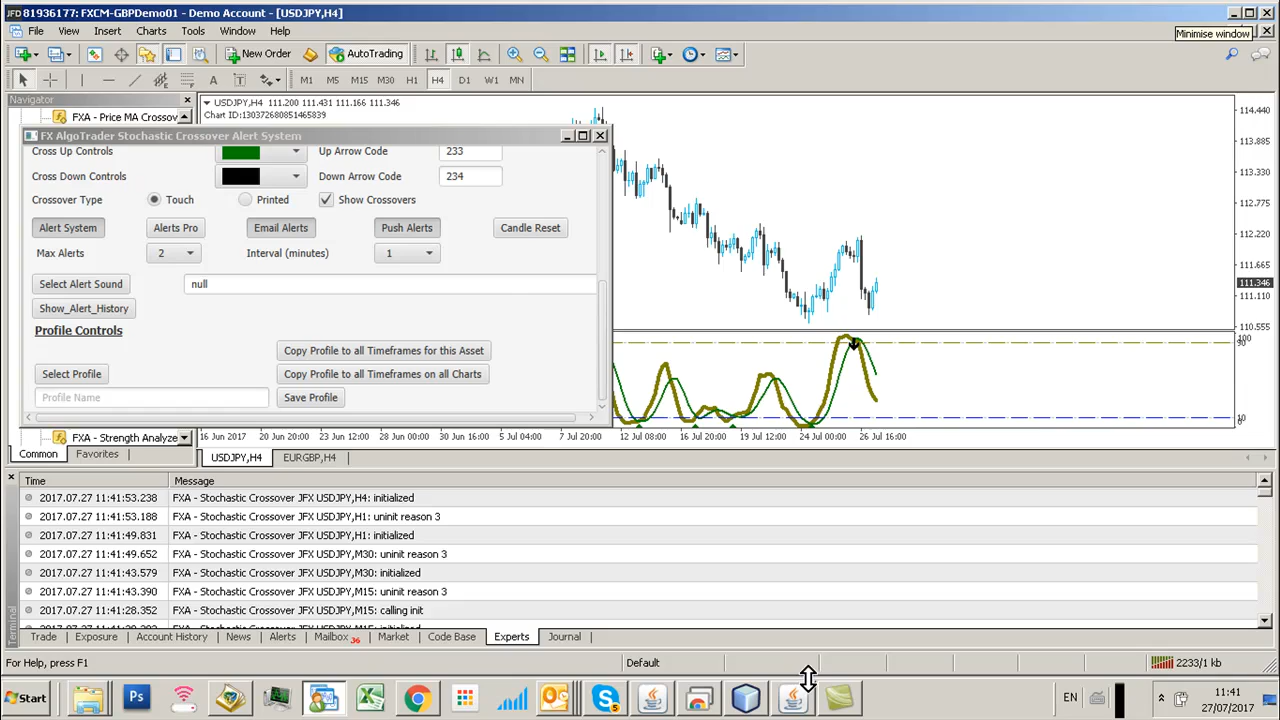 JFD 81936177: FXCM-GBPDemo01 - Demo Account - [USDJPY,H4]
File View Insert Charts Tools Window Help
Minimise window
New Order AutoTrading
A T M1 M5 M15 M30 H1 H4 D1 W1 MN
Navigator
FXA - Price MA Crossov
USDJPY,H4 111.200 111.431 111.166 111.346
Chart ID:130372680851465839
FX AlgoTrader Stochastic Crossover Alert System
Cross Up Controls Up Arrow Code 233
Cross Down Controls Down Arrow Code 234
Crossover Type Touch Printed Show Crossovers
Alert System Alerts Pro Email Alerts Push Alerts Candle Reset
Max Alerts 2 Interval (minutes) 1
Select Alert Sound null
Show_Alert_History
Profile Controls
Copy Profile to all Timeframes for this Asset
Select Profile Copy Profile to all Timeframes on all Charts
Profile Name Save Profile
114.440
113.885
113.330
112.775
112.220
111.665
111.346
111.110
110.555
100
90
10
0
FXA - Strength Analyze
16 Jun 2017 20 Jun 20:00 23 Jun 12:00 28 Jun 00:00 30 Jun 16:00 5 Jul 04:00 7 Jul 20:00 12 Jul 08:00 16 Jul 20:00 19 Jul 12:00 24 Jul 00:00 26 Jul 16:00
Common Favorites USDJPY,H4 EURGBP,H4
Time Message
2017.07.27 11:41:53.238 FXA - Stochastic Crossover JFX USDJPY,H4: initialized
2017.07.27 11:41:53.188 FXA - Stochastic Crossover JFX USDJPY,H1: uninit reason 3
2017.07.27 11:41:49.831 FXA - Stochastic Crossover JFX USDJPY,H1: initialized
2017.07.27 11:41:49.652 FXA - Stochastic Crossover JFX USDJPY,M30: uninit reason 3
2017.07.27 11:41:43.579 FXA - Stochastic Crossover JFX USDJPY,M30: initialized
2017.07.27 11:41:43.390 FXA - Stochastic Crossover JFX USDJPY,M15: uninit reason 3
2017.07.27 11:41:28.352 FXA - Stochastic Crossover JFX USDJPY,M15: calling init
Terminal
Trade Exposure Account History News Alerts Mailbox 36 Market Code Base Experts Journal
For Help, press F1 Default 2233/1 kb
Start Ps EN 11:41
27/07/2017